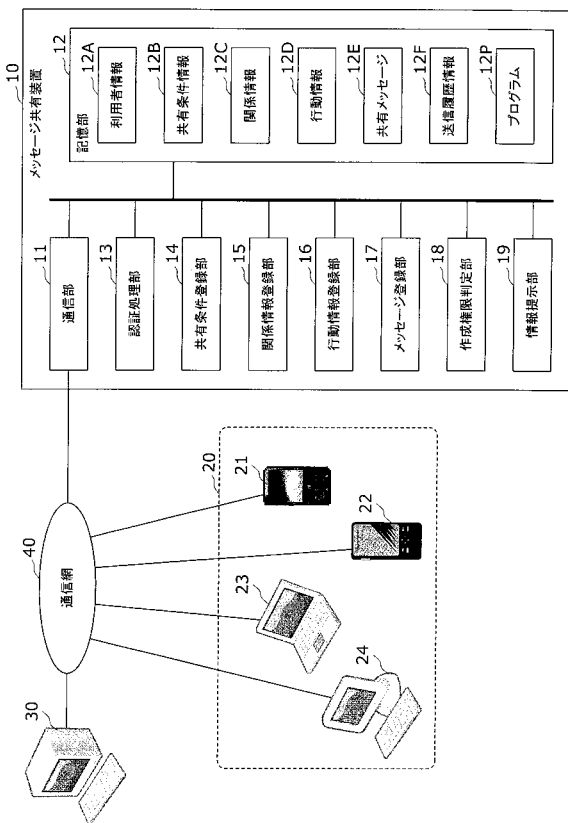 10
メッセージ共有装置
12
記憶部
12A
利用者情報
12B
共有条件情報
12C
関係情報
12D
行動情報
12E
共有メッセージ
12F
送信履歴情報
12P
プログラム
11
通信部
13
認証処理部
14
共有条件登録部
15
関係情報登録部
16
行動情報登録部
17
メッセージ登録部
18
作成権限判定部
19
情報提示部
40
通信網
20
21
22
23
24
30